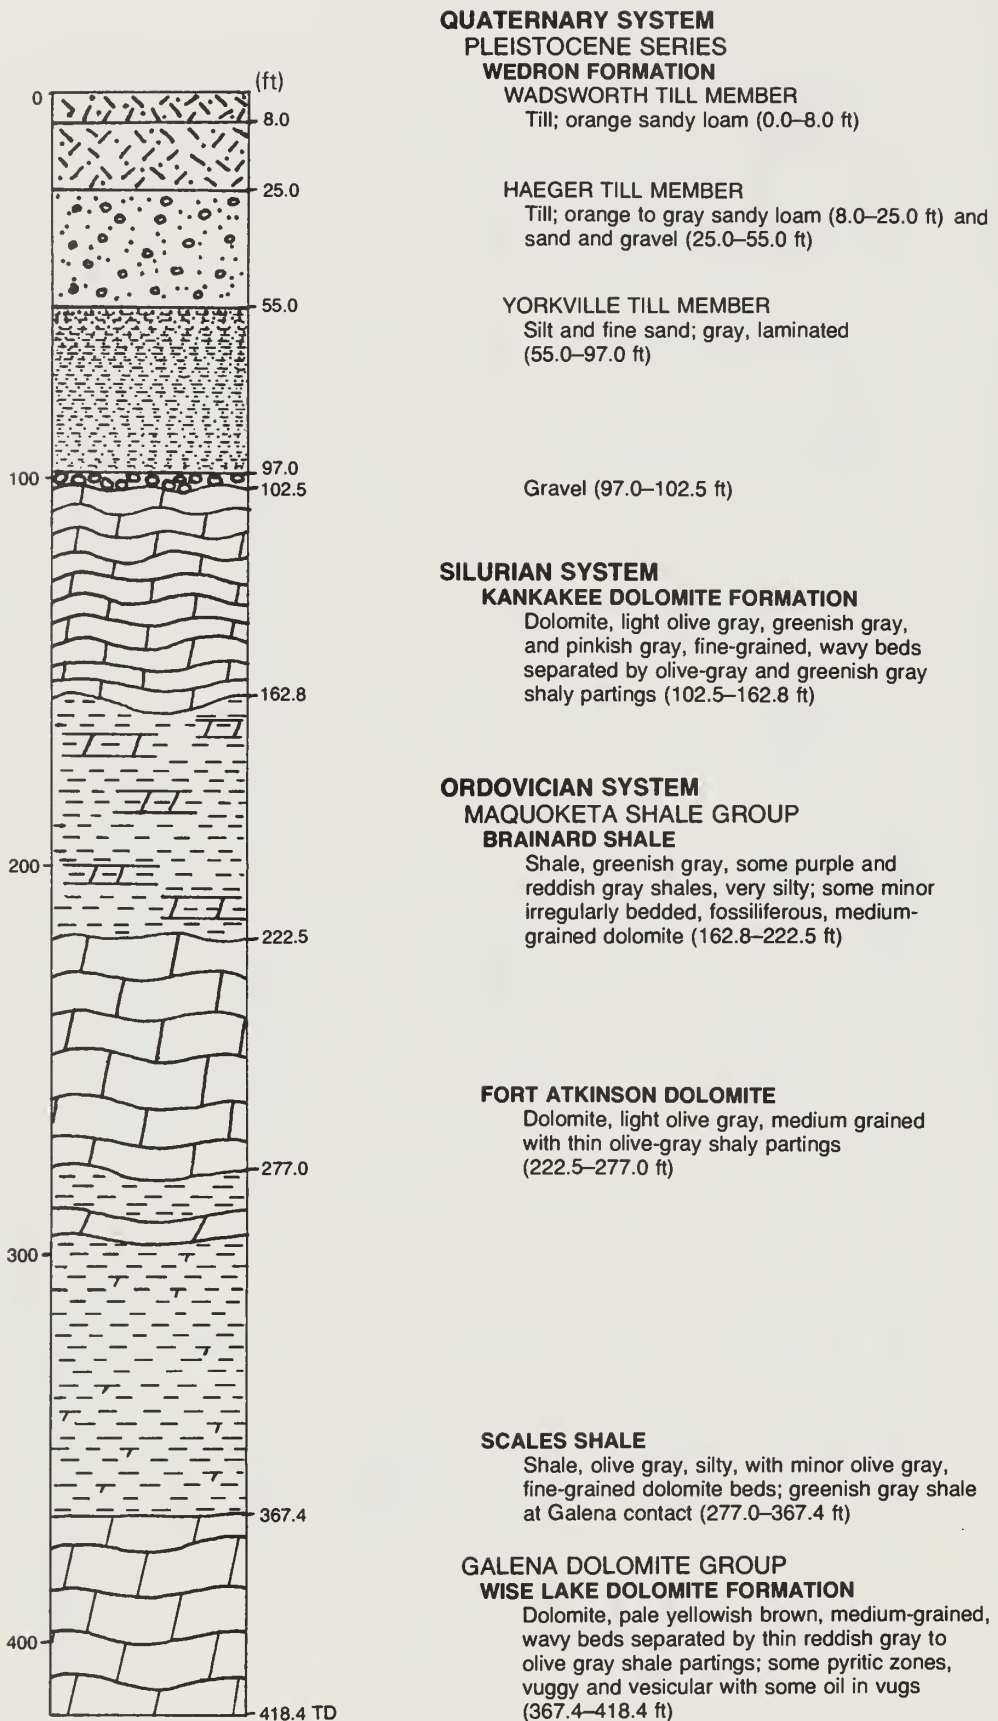 QUATERNARY SYSTEM
PLEISTOCENE SERIES
WEDRON FORMATION
WADSWORTH TILL MEMBER
Till; orange sandy loam (0.0–8.0 ft)
HAEGER TILL MEMBER
Till; orange to gray sandy loam (8.0–25.0 ft) and
sand and gravel (25.0–55.0 ft)
YORKVILLE TILL MEMBER
Silt and fine sand; gray, laminated
(55.0–97.0 ft)
Gravel (97.0–102.5 ft)
SILURIAN SYSTEM
KANKAKEE DOLOMITE FORMATION
Dolomite, light olive gray, greenish gray,
and pinkish gray, fine-grained, wavy beds
separated by olive-gray and greenish gray
shaly partings (102.5–162.8 ft)
ORDOVICIAN SYSTEM
MAQUOKETA SHALE GROUP
BRAINARD SHALE
Shale, greenish gray, some purple and
reddish gray shales, very silty; some minor
irregularly bedded, fossiliferous, medium-
grained dolomite (162.8–222.5 ft)
FORT ATKINSON DOLOMITE
Dolomite, light olive gray, medium grained
with thin olive-gray shaly partings
(222.5–277.0 ft)
SCALES SHALE
Shale, olive gray, silty, with minor olive gray,
fine-grained dolomite beds; greenish gray shale
at Galena contact (277.0–367.4 ft)
GALENA DOLOMITE GROUP
WISE LAKE DOLOMITE FORMATION
Dolomite, pale yellowish brown, medium-grained,
wavy beds separated by thin reddish gray to
olive gray shale partings; some pyritic zones,
vuggy and vesicular with some oil in vugs
(367.4–418.4 ft)
(ft)
0
8.0
25.0
55.0
97.0
100
102.5
162.8
200
222.5
277.0
300
367.4
400
418.4 TD